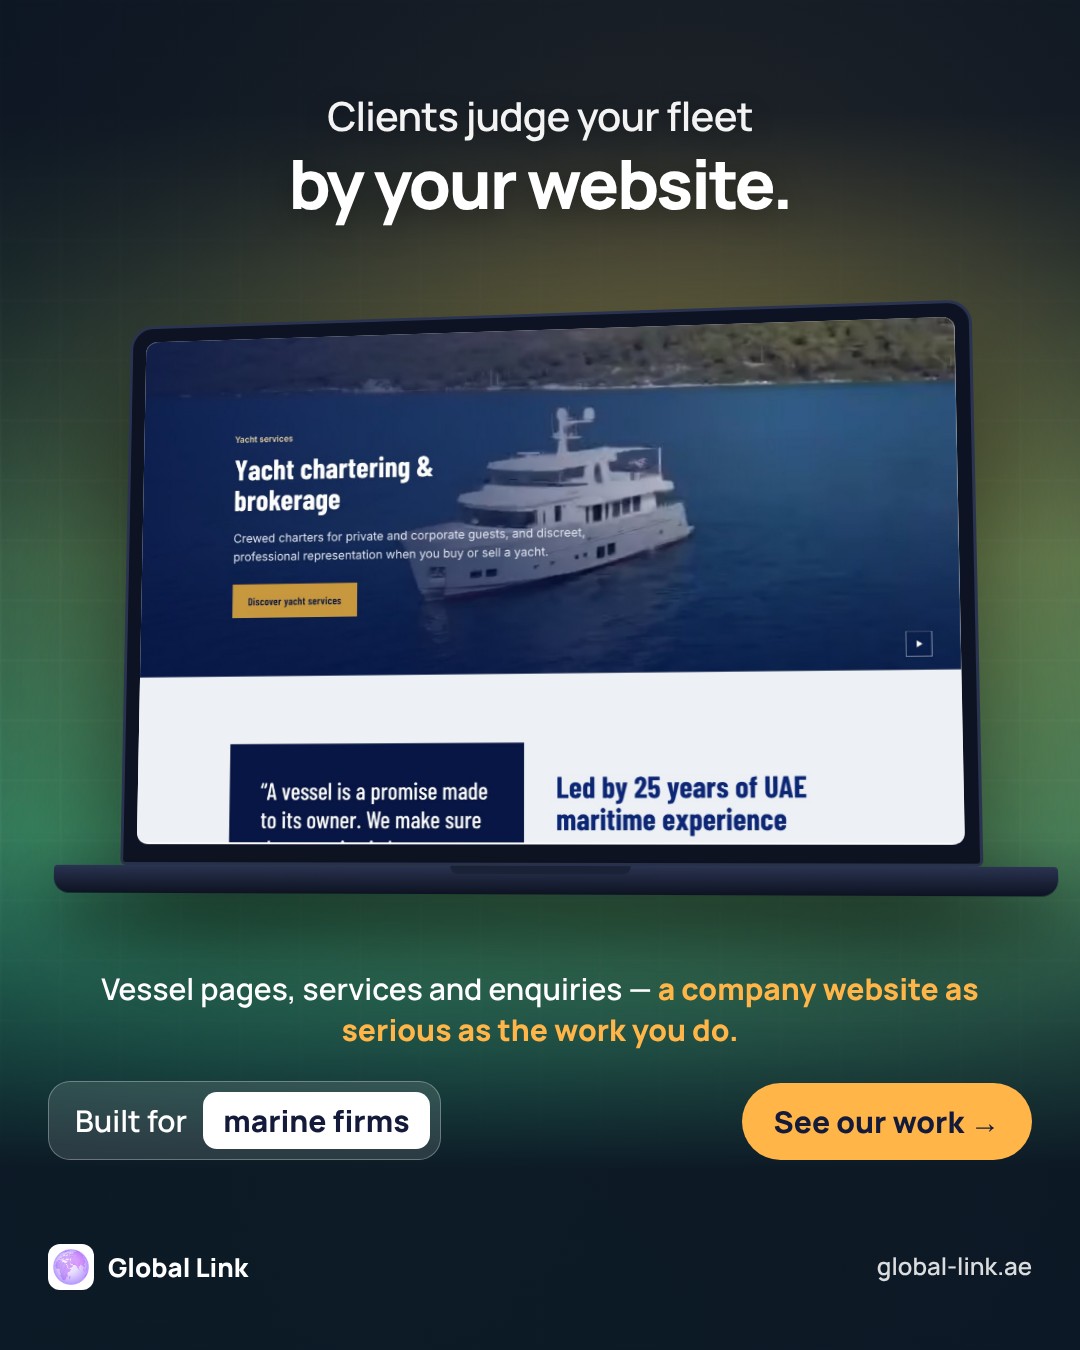 Clients judge your fleet
by your website.
Yacht services
Yacht chartering &
brokerage
Crewed charters for private and corporate guests, and discreet,
professional representation when you buy or sell a yacht.
Discover yacht services
“A vessel is a promise made
to its owner. We make sure
Led by 25 years of UAE
maritime experience
Vessel pages, services and enquiries — a company website as
serious as the work you do.
Built for marine firms
See our work →
Global Link
global-link.ae